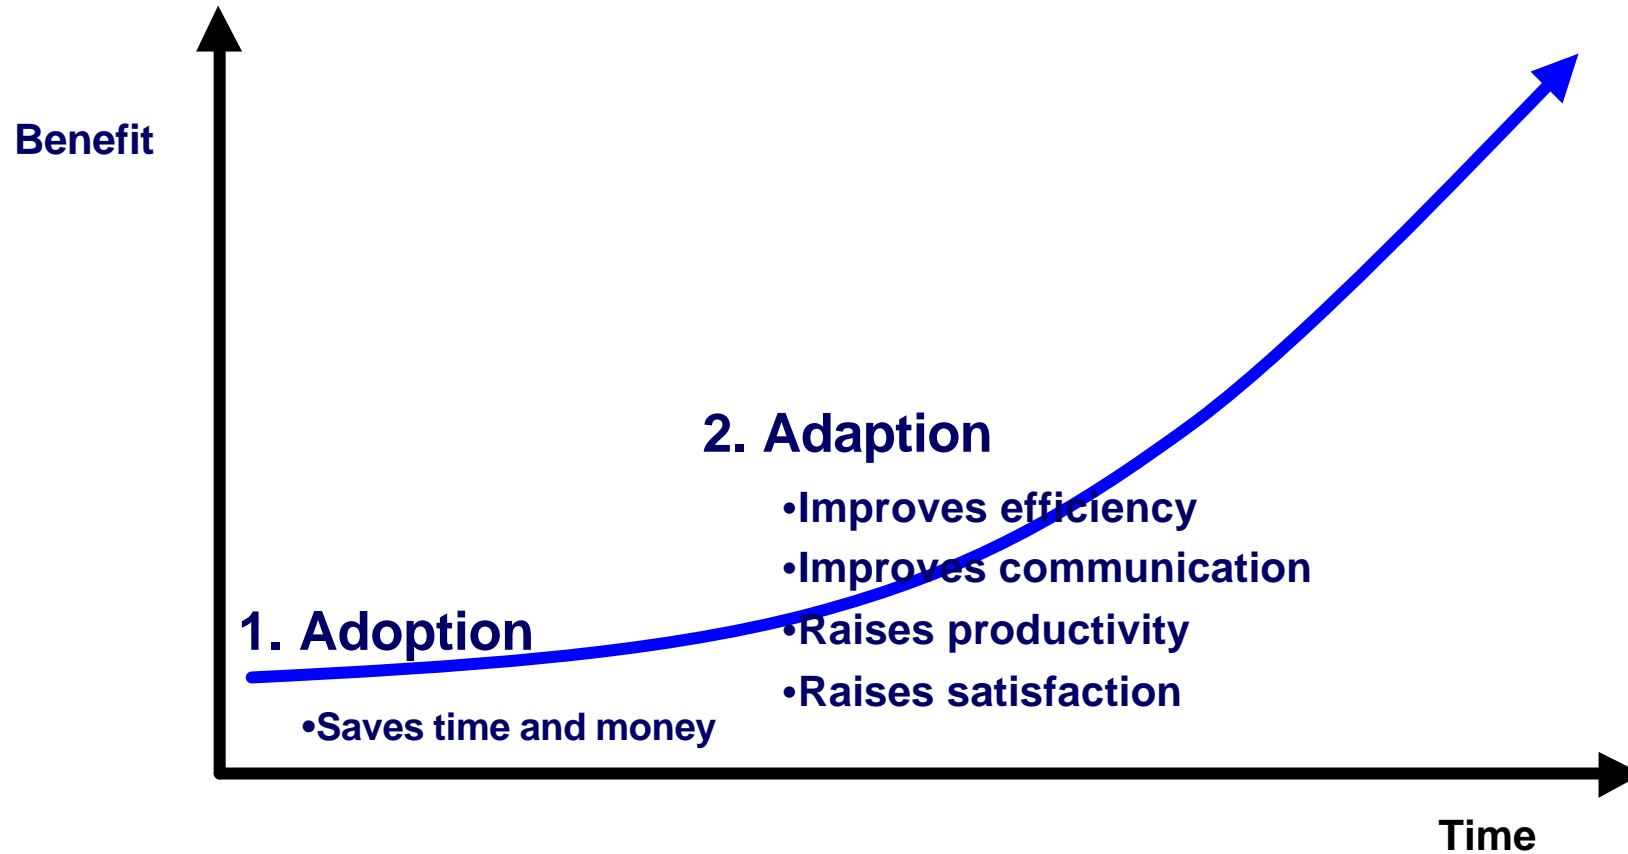 Benefit
2. Adaption
•Improves efficiency
•Improves communication
•Raises productivity
•Raises satisfaction
1. Adoption
•Saves time and money
Time